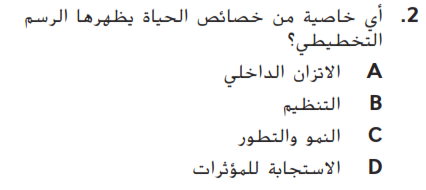 2. أي خاصية من خصائص الحياة يظهرها الرسم
التخطيطي؟
A الاتزان الداخلي
B التنظيم
C النمو والتطور
D الاستجابة للمؤثرات